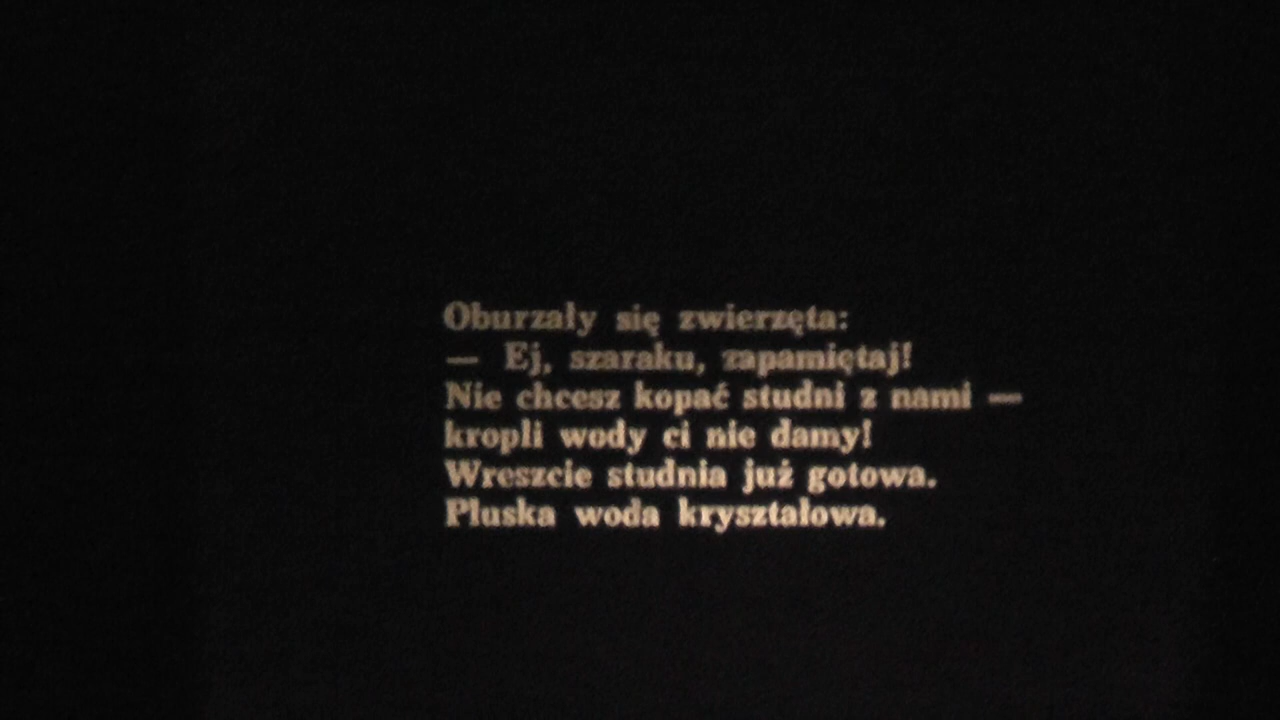 Oburzały się zwierzęta:
— Ej, szaraku, zapamiętaj!
Nie chcesz kopać studni z nami —
kropli wody ci nie damy!
Wreszcie studnia już gotowa.
Pluska woda kryształowa.